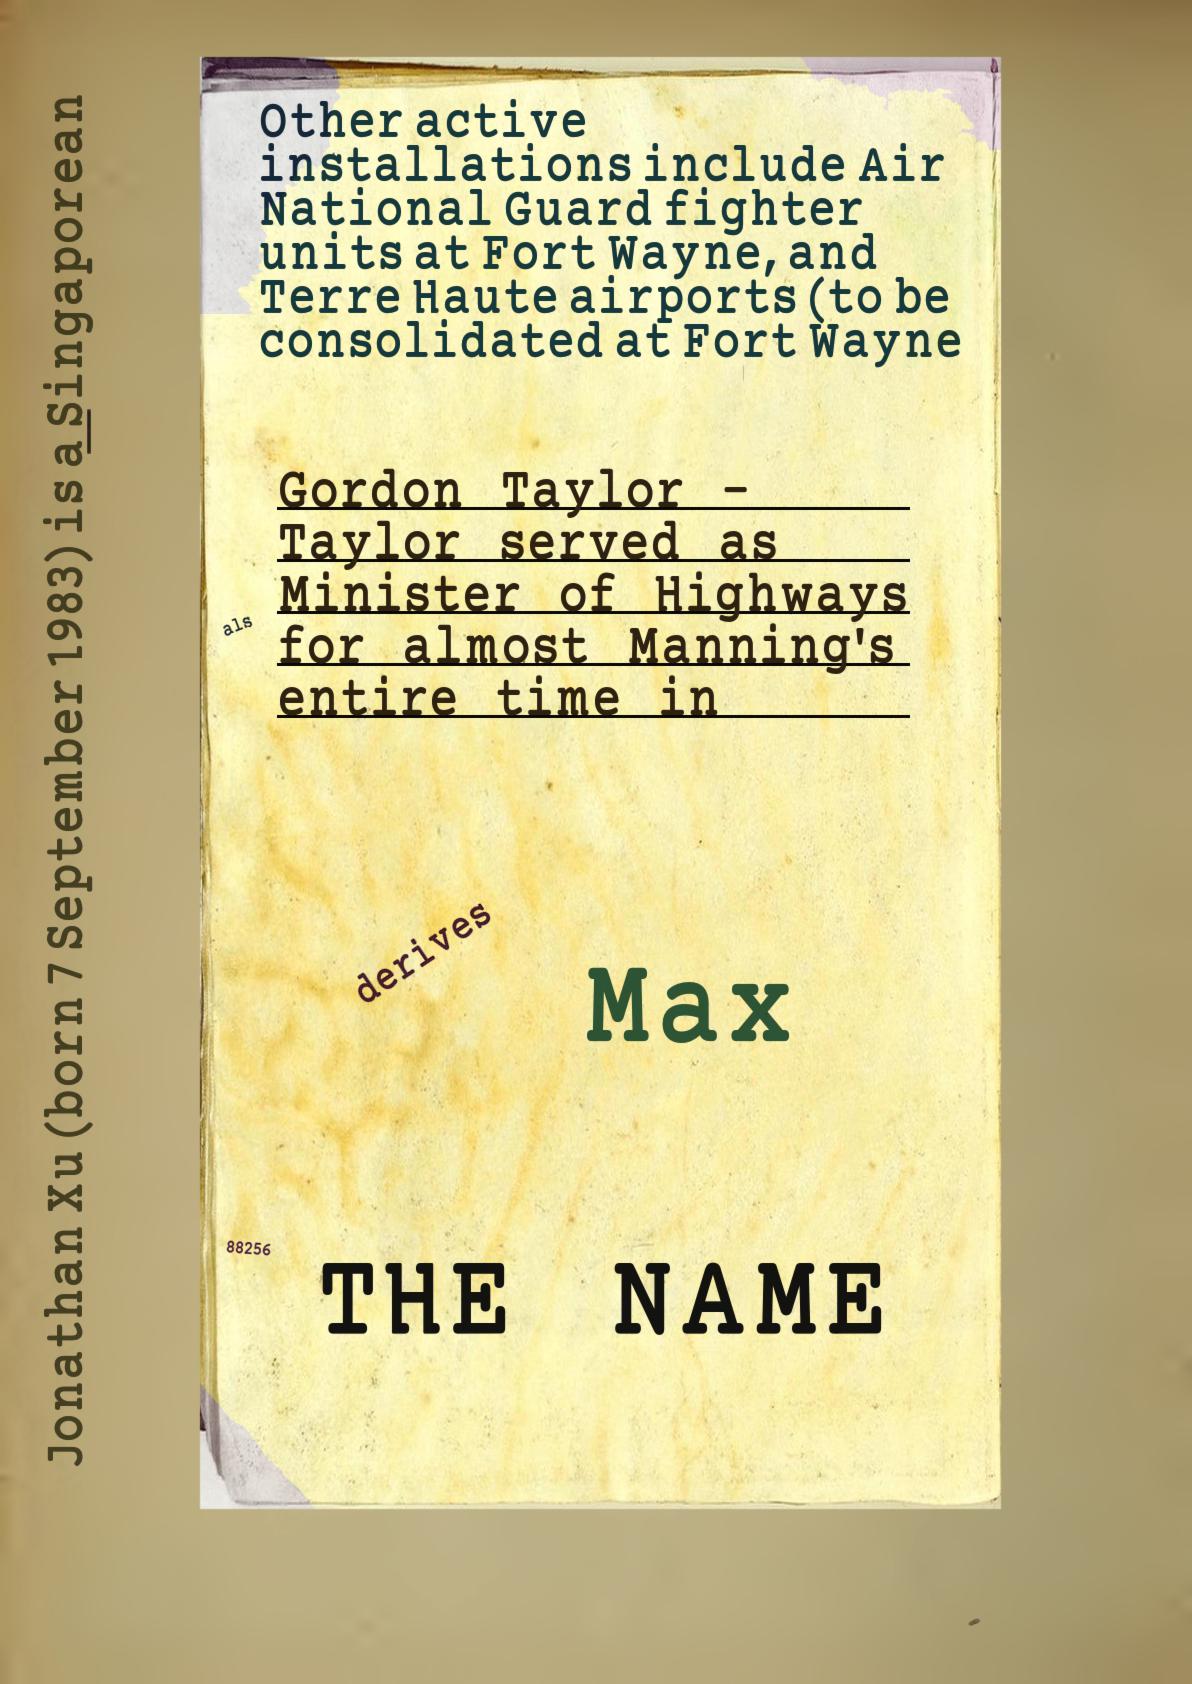 Jonathan Xu (born 7 September 1983) is a Singaporean
Other active
installations include Air
National Guard fighter
units at Fort Wayne, and
Terre Haute airports (to be
consolidated at Fort Wayne
Gordon Taylor -
Taylor served as
Minister of Highways
for almost Manning's
entire time in
als
derives
Max
88256
THE NAME